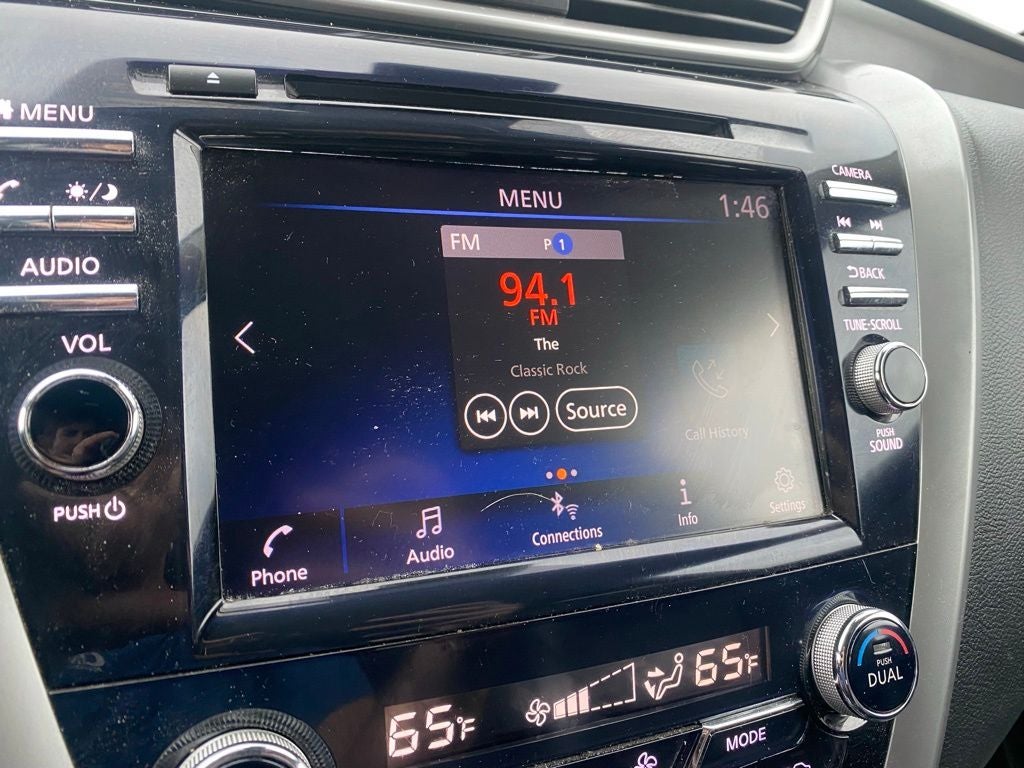 MENU
MENU
1:46
CAMERA
FM P 1
AUDIO
94.1
FM
BACK
VOL
The
TUNE-SCROLL
Classic Rock
Source
Call History
PUSH
SOUND
PUSH
Phone
Audio
Connections
Info
Settings
65°F
65°F
PUSH
DUAL
MODE